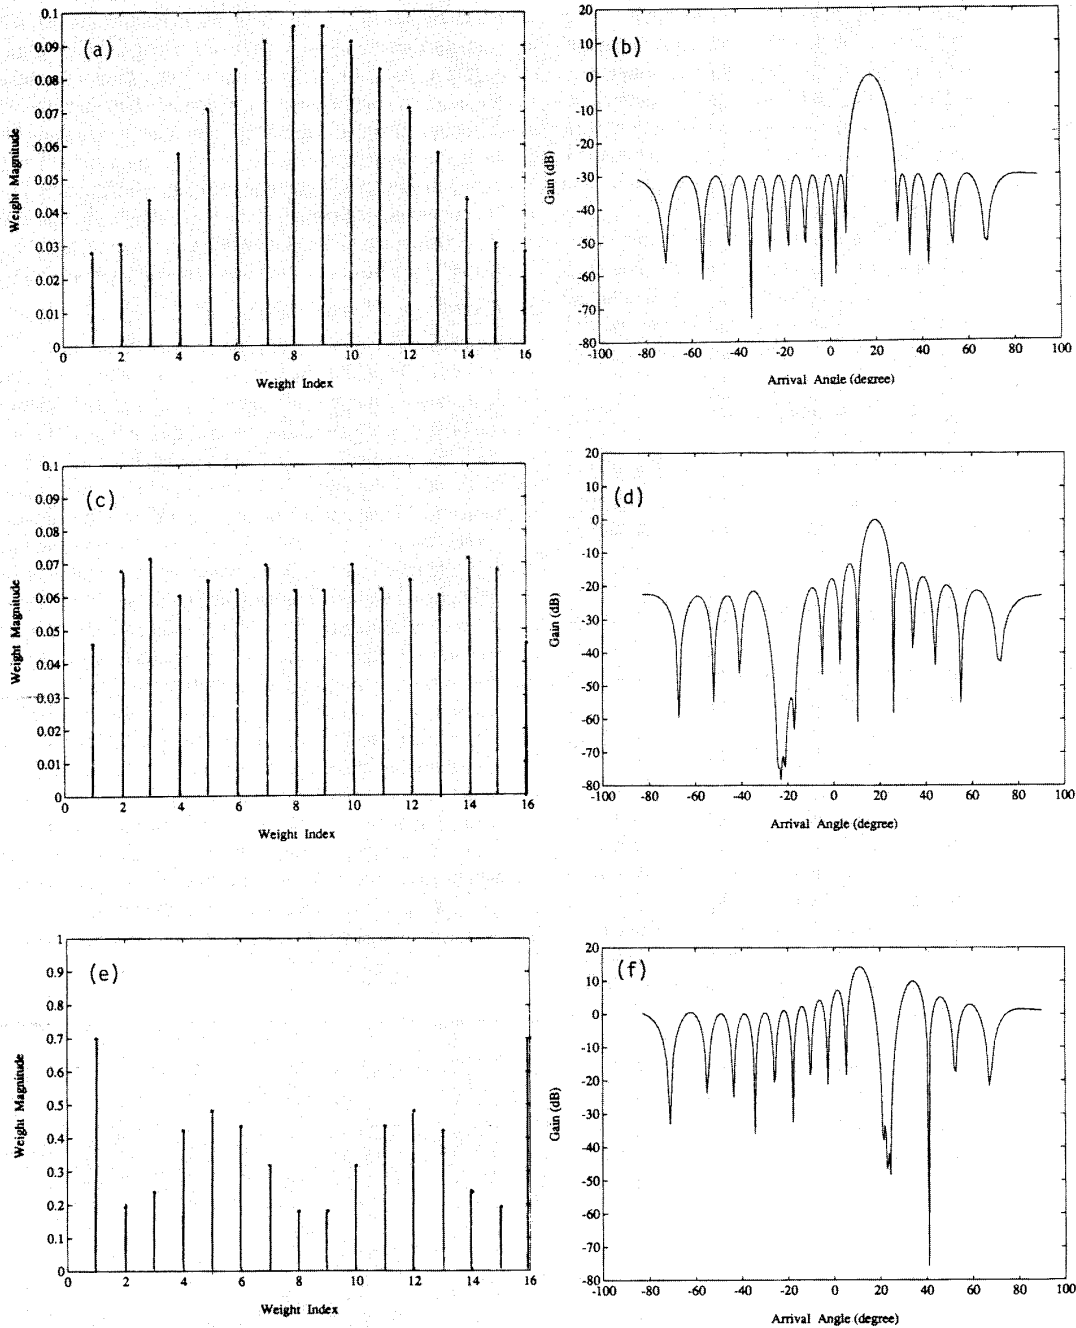 (a)
0.1
0.09
0.08
0.07
0.06
0.05
0.04
0.03
0.02
0.01
0
Weight Magnitude
0 2 4 6 8 10 12 14 16
Weight Index
(b)
20
10
0
-10
-20
-30
-40
-50
-60
-70
-80
Gain (dB)
-100 -80 -60 -40 -20 0 20 40 60 80 100
Arrival Angle (degree)
(c)
0.1
0.09
0.08
0.07
0.06
0.05
0.04
0.03
0.02
0.01
0
Weight Magnitude
0 2 4 6 8 10 12 14 16
Weight Index
(d)
20
10
0
-10
-20
-30
-40
-50
-60
-70
-80
Gain (dB)
-100 -80 -60 -40 -20 0 20 40 60 80 100
Arrival Angle (degree)
(e)
1
0.9
0.8
0.7
0.6
0.5
0.4
0.3
0.2
0.1
0
Weight Magnitude
0 2 4 6 8 10 12 14 16
Weight Index
(f)
20
10
0
-10
-20
-30
-40
-50
-60
-70
-80
Gain (dB)
-100 -80 -60 -40 -20 0 20 40 60 80 100
Arrival Angle (degree)